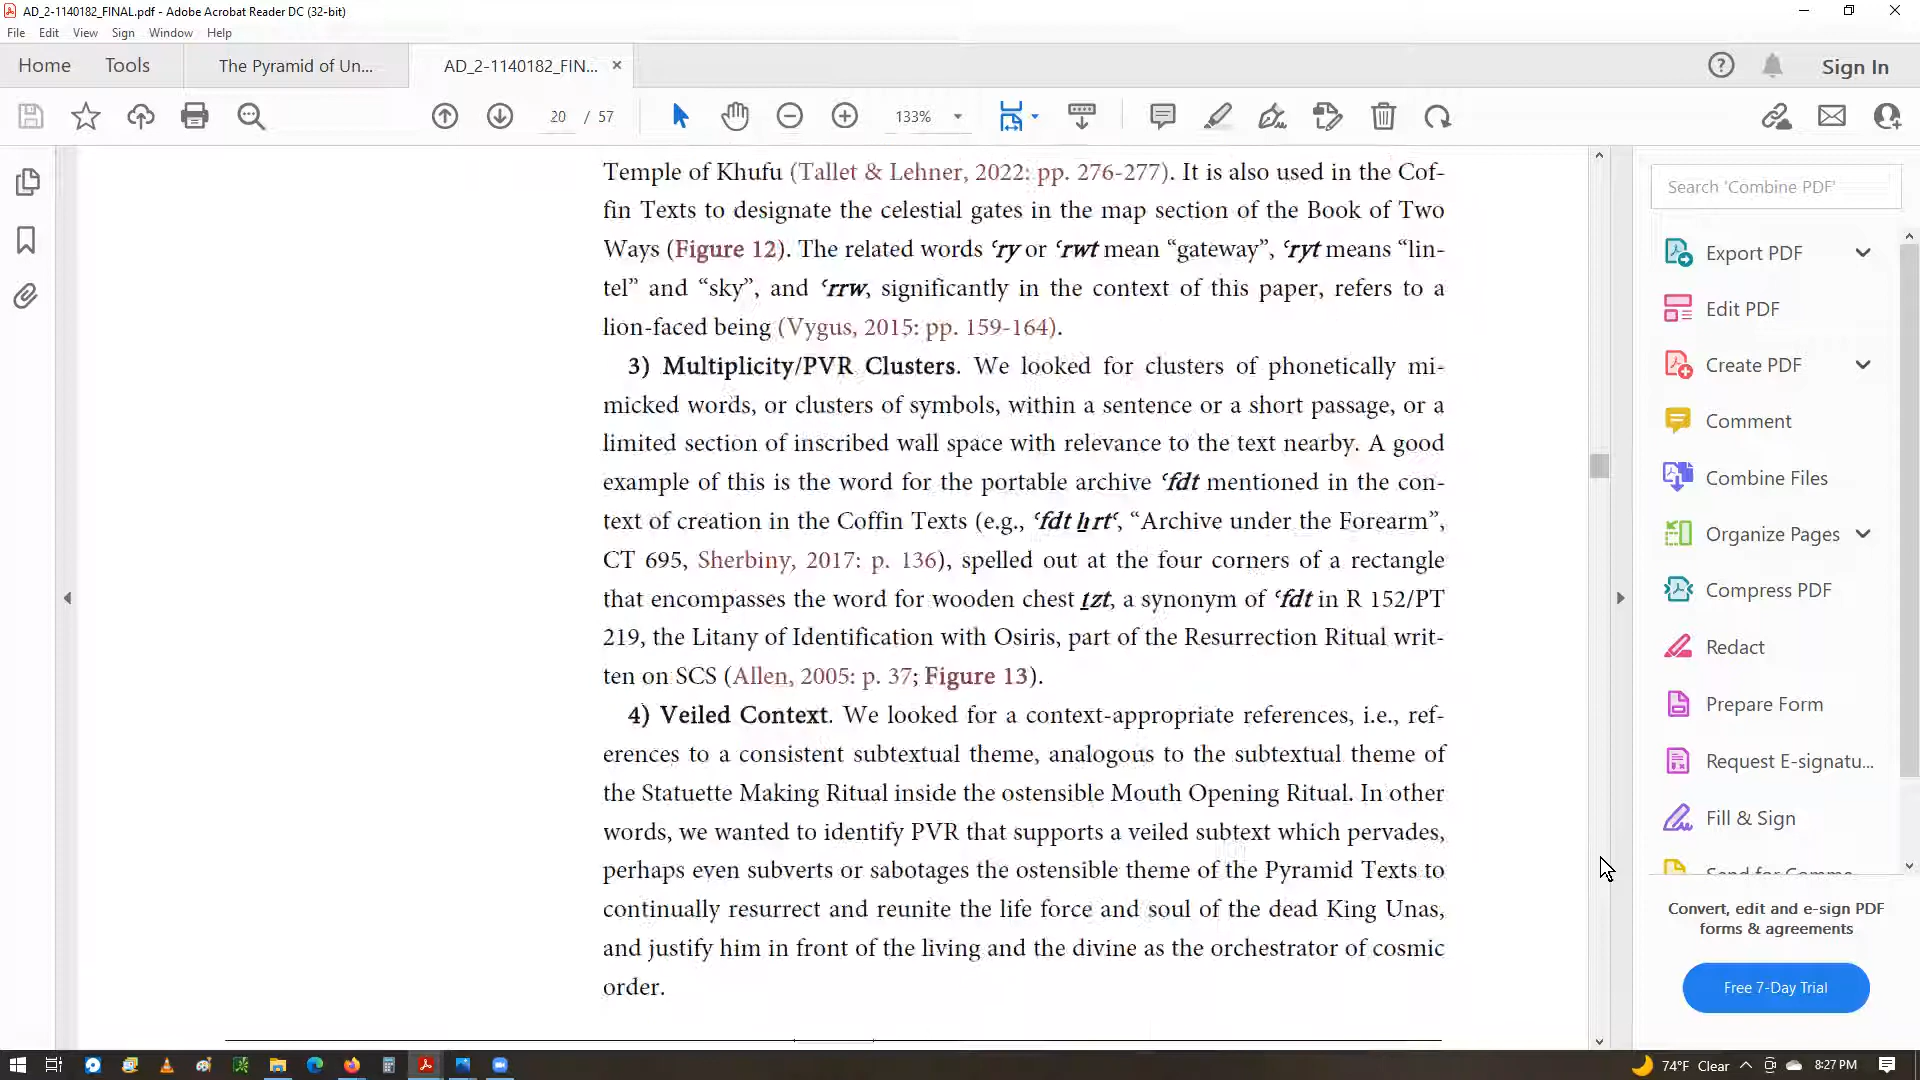 AD_2-1140182_FINAL.pdf - Adobe Acrobat Reader DC (32-bit)
File Edit View Sign Window Help
Home Tools The Pyramid of Un... AD_2-1140182_FIN... × Sign In
20 / 57 133%
Temple of Khufu (Tallet & Lehner, 2022: pp. 276-277). It is also used in the Cof-
fin Texts to designate the celestial gates in the map section of the Book of Two
Ways (Figure 12). The related words ʿry or ʿrwt mean “gateway”, ʿryt means “lin-
tel” and “sky”, and ʿrrw, significantly in the context of this paper, refers to a
lion-faced being (Vygus, 2015: pp. 159-164).
3) Multiplicity/PVR Clusters. We looked for clusters of phonetically mi-
micked words, or clusters of symbols, within a sentence or a short passage, or a
limited section of inscribed wall space with relevance to the text nearby. A good
example of this is the word for the portable archive ʿfdt mentioned in the con-
text of creation in the Coffin Texts (e.g., ʿfdt ẖrtʿ, “Archive under the Forearm”,
CT 695, Sherbiny, 2017: p. 136), spelled out at the four corners of a rectangle
that encompasses the word for wooden chest ṯzt, a synonym of ʿfdt in R 152/PT
219, the Litany of Identification with Osiris, part of the Resurrection Ritual writ-
ten on SCS (Allen, 2005: p. 37; Figure 13).
4) Veiled Context. We looked for a context-appropriate references, i.e., ref-
erences to a consistent subtextual theme, analogous to the subtextual theme of
the Statuette Making Ritual inside the ostensible Mouth Opening Ritual. In other
words, we wanted to identify PVR that supports a veiled subtext which pervades,
perhaps even subverts or sabotages the ostensible theme of the Pyramid Texts to
continually resurrect and reunite the life force and soul of the dead King Unas,
and justify him in front of the living and the divine as the orchestrator of cosmic
order.
Search 'Combine PDF'
Export PDF
Edit PDF
Create PDF
Comment
Combine Files
Organize Pages
Compress PDF
Redact
Prepare Form
Request E-signatu...
Fill & Sign
Send for Comme...
Convert, edit and e-sign PDF
forms & agreements
Free 7-Day Trial
74°F Clear 8:27 PM